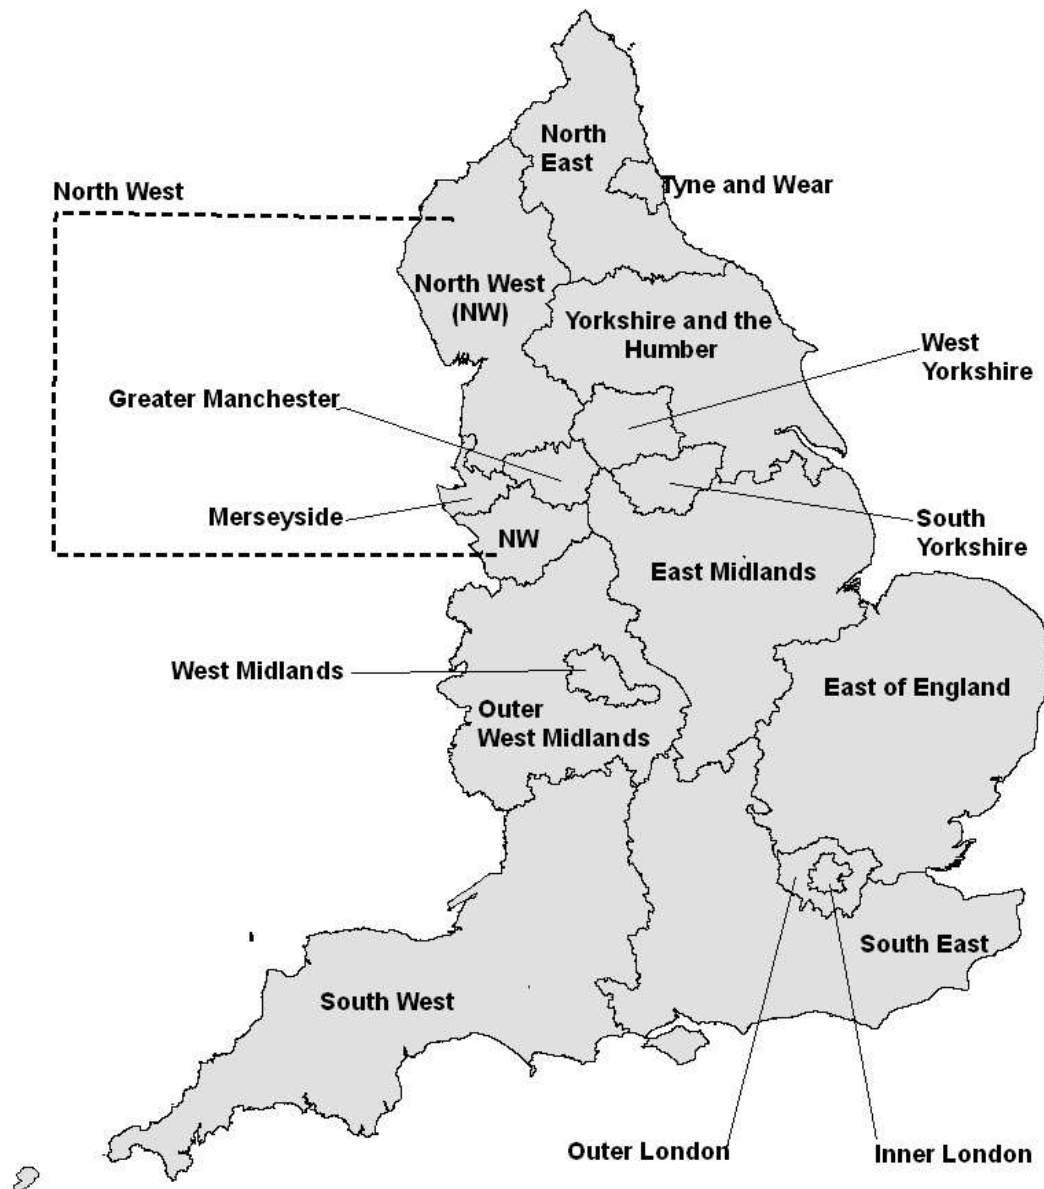 North
East
North West
Tyne and Wear
North West
(NW)
Yorkshire and the
Humber
West
Yorkshire
Greater Manchester
Merseyside
NW
South
Yorkshire
East Midlands
West Midlands
East of England
Outer
West Midlands
South East
South West
Outer London
Inner London